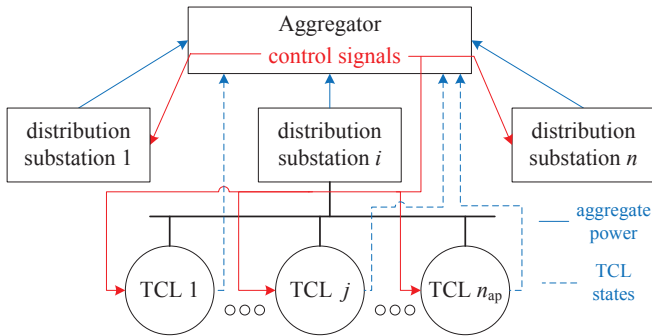 Aggregator
control signals
distribution
substation 1
distribution
substation i
distribution
substation n
aggregate
power
TCL
states
TCL 1
TCL j
TCL nap